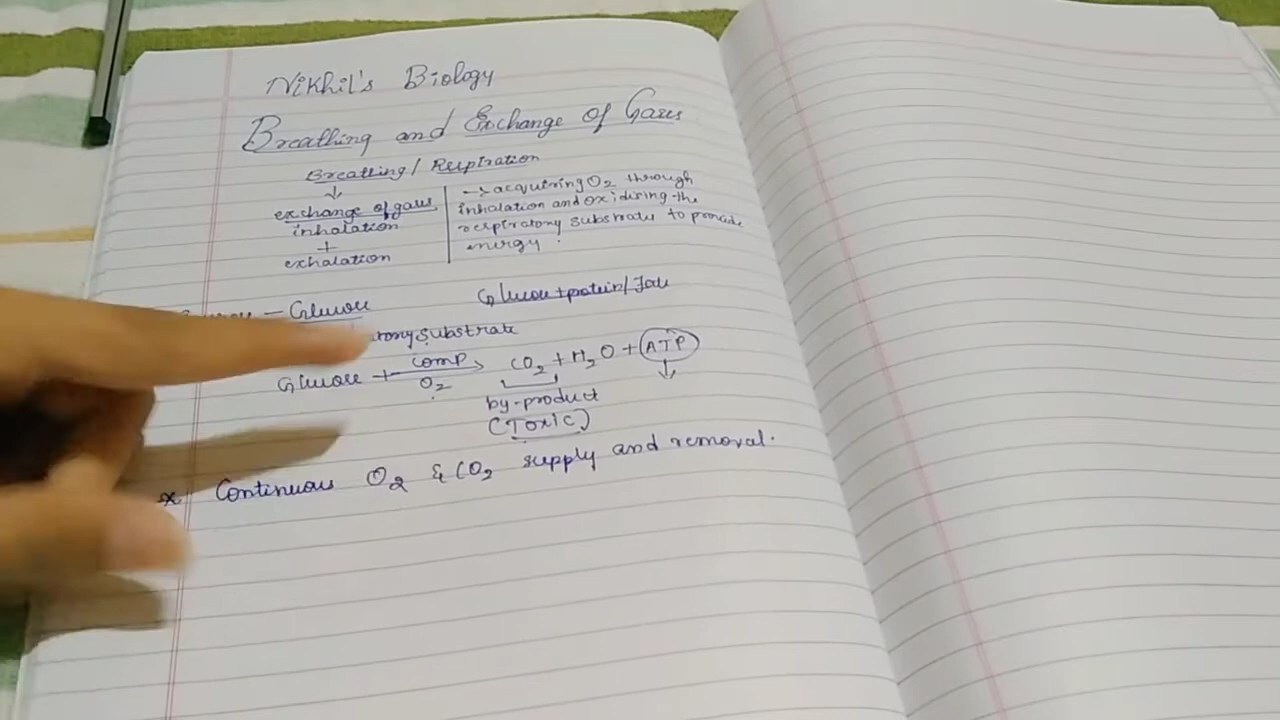 Nikhil's Biology
Breathing and Exchange of Gases
Breathing / Respiration
↓
exchange of gases
inhalation
+
exhalation
→ acquiring O₂ through
inhalation and oxidising the
respiratory substrate to provide
energy.
— Glucose
Glucose + protein / Fats
Substrate
Glucose + comp → CO₂ + H₂O + ATP
O₂
↓
by-product
(Toxic)
* Continuous O₂ & CO₂ supply and removal.